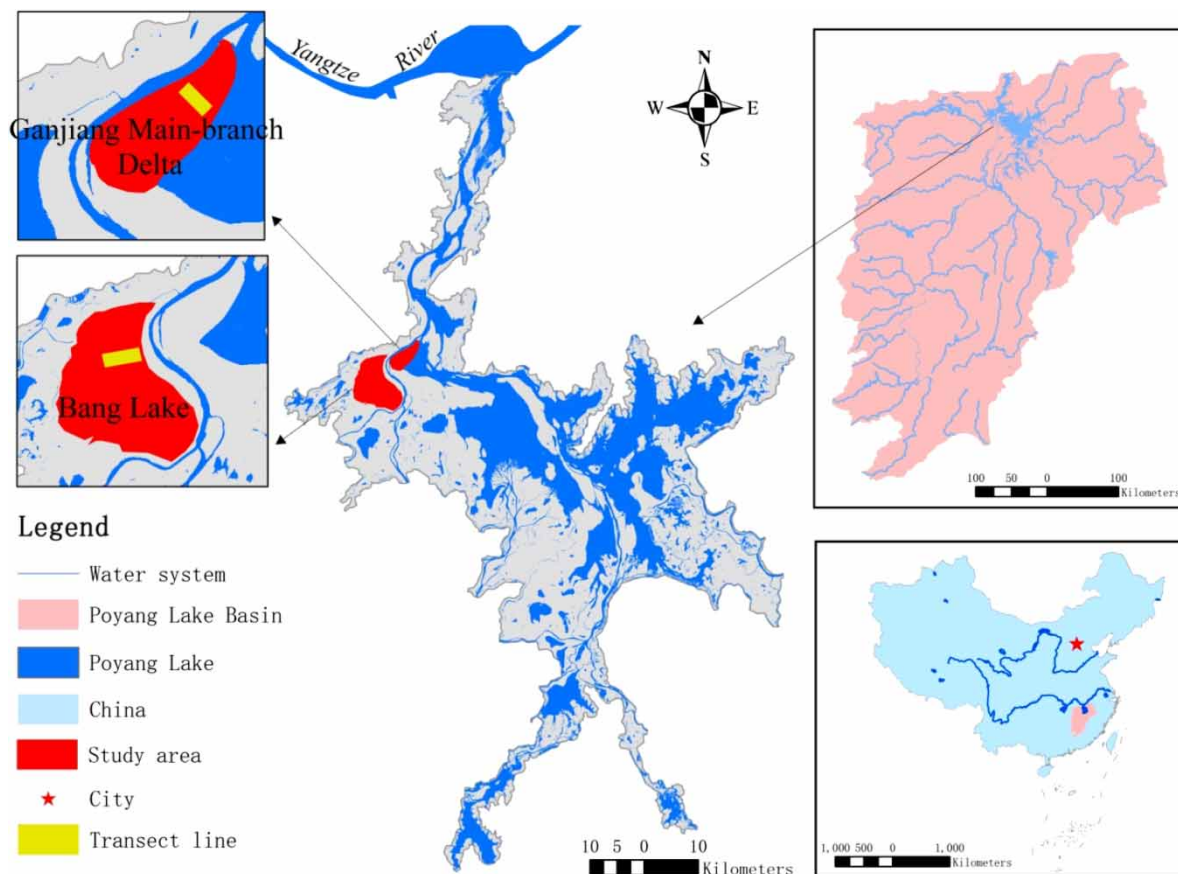 Yangtze River
N
W E
S
Ganjiang Main-branch
Delta
Bang Lake
Legend
Water system
Poyang Lake Basin
Poyang Lake
China
Study area
City
Transect line
10 5 0 10
Kilometers
100 50 0 100
Kilometers
1,000 500 0 1,000
Kilometers